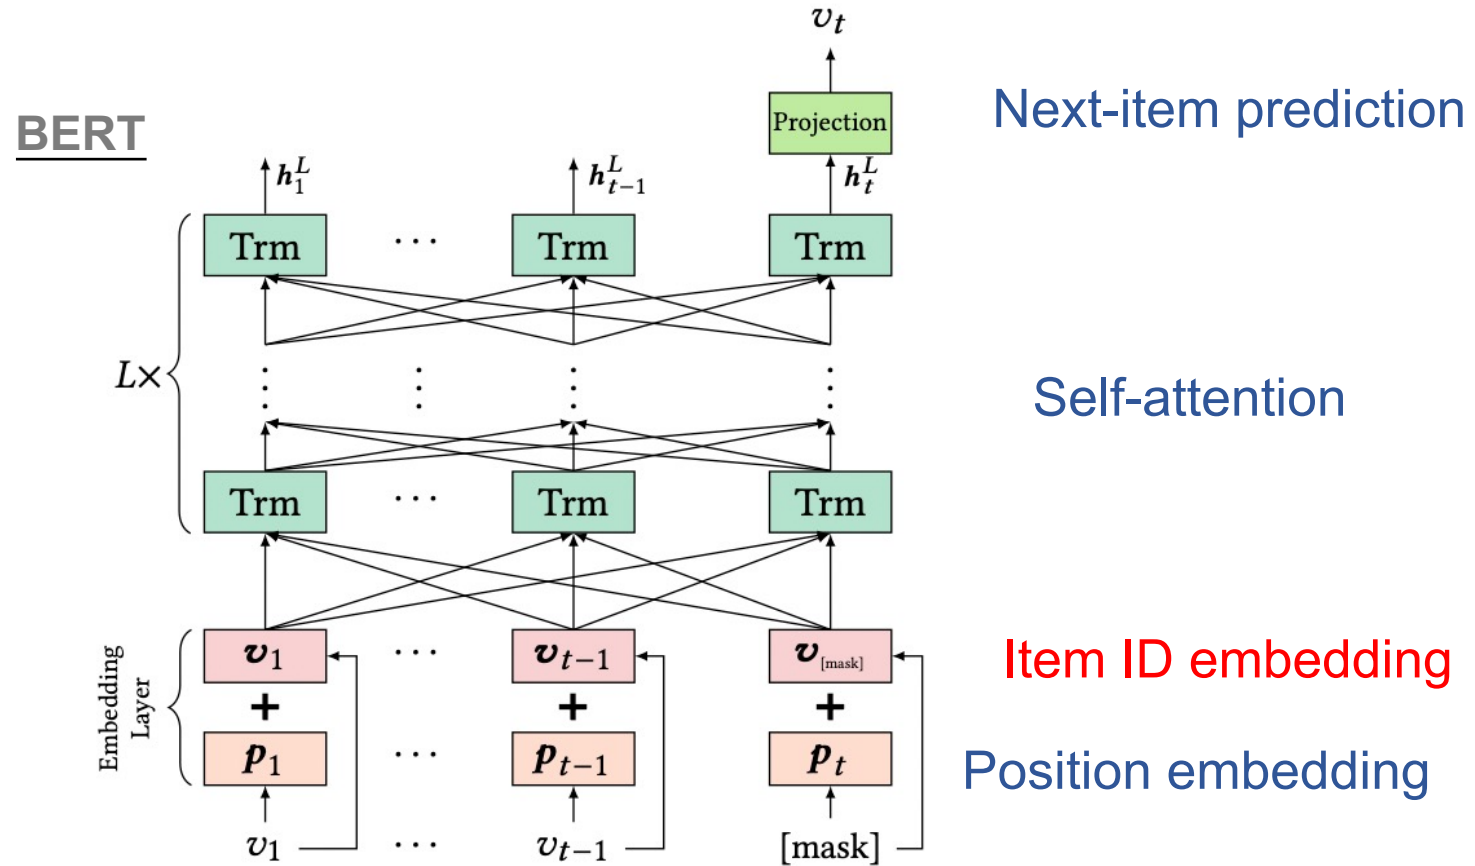 v_t
Projection
Next-item prediction
BERT
h_1^L
h_{t-1}^L
h_t^L
Trm ··· Trm Trm
L×
Self-attention
Trm ··· Trm Trm
Embedding
Layer
v_1 ··· v_{t-1} v_[mask]
Item ID embedding
+ + +
p_1 ··· p_{t-1} p_t
Position embedding
v_1 ··· v_{t-1} [mask]